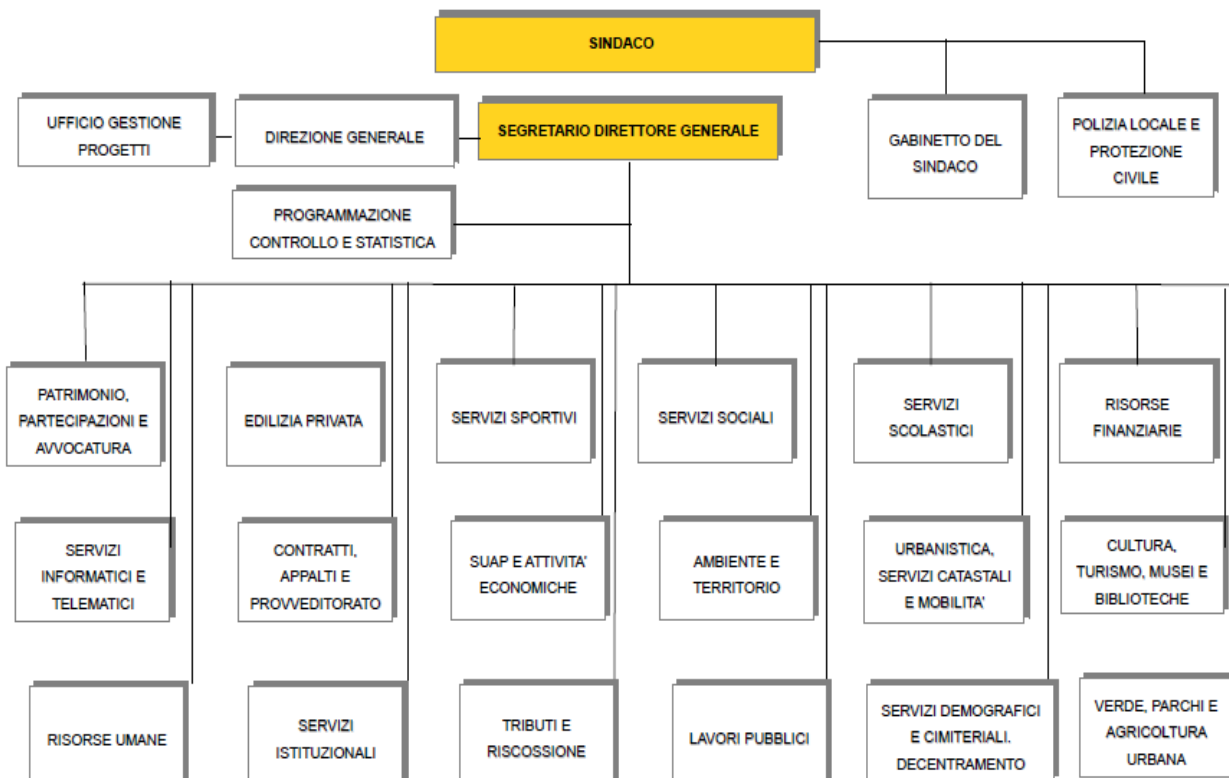 SINDACO
UFFICIO GESTIONE
PROGETTI
DIREZIONE GENERALE
SEGRETARIO DIRETTORE GENERALE
GABINETTO DEL
SINDACO
POLIZIA LOCALE E
PROTEZIONE
CIVILE
PROGRAMMAZIONE
CONTROLLO E STATISTICA
PATRIMONIO,
PARTECIPAZIONI E
AVVOCATURA
EDILIZIA PRIVATA
SERVIZI SPORTIVI
SERVIZI SOCIALI
SERVIZI
SCOLASTICI
RISORSE
FINANZIARIE
SERVIZI
INFORMATICI E
TELEMATICI
CONTRATTI,
APPALTI E
PROVVEDITORATO
SUAP E ATTIVITA'
ECONOMICHE
AMBIENTE E
TERRITORIO
URBANISTICA,
SERVIZI CATASTALI
E MOBILITA'
CULTURA,
TURISMO, MUSEI E
BIBLIOTECHE
RISORSE UMANE
SERVIZI
ISTITUZIONALI
TRIBUTI E
RISCOSSIONE
LAVORI PUBBLICI
SERVIZI DEMOGRAFICI
E CIMITERIALI.
DECENTRAMENTO
VERDE, PARCHI E
AGRICOLTURA
URBANA